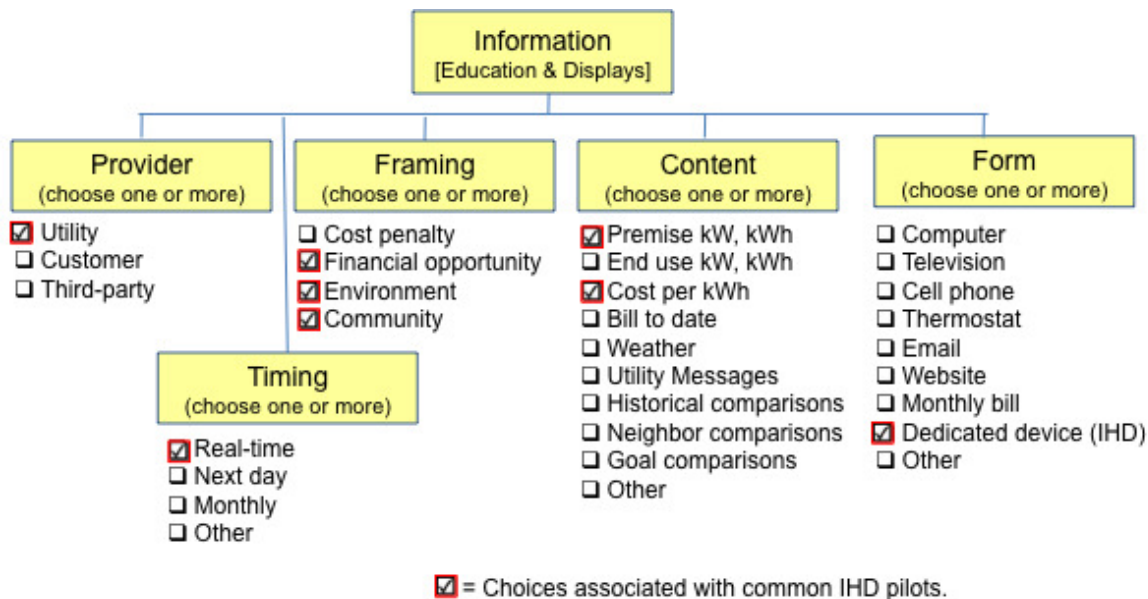 Information
[Education & Displays]
Provider
(choose one or more)
Utility
Customer
Third-party
Timing
(choose one or more)
Real-time
Next day
Monthly
Other
Framing
(choose one or more)
Cost penalty
Financial opportunity
Environment
Community
Content
(choose one or more)
Premise kW, kWh
End use kW, kWh
Cost per kWh
Bill to date
Weather
Utility Messages
Historical comparisons
Neighbor comparisons
Goal comparisons
Other
Form
(choose one or more)
Computer
Television
Cell phone
Thermostat
Email
Website
Monthly bill
Dedicated device (IHD)
Other
= Choices associated with common IHD pilots.